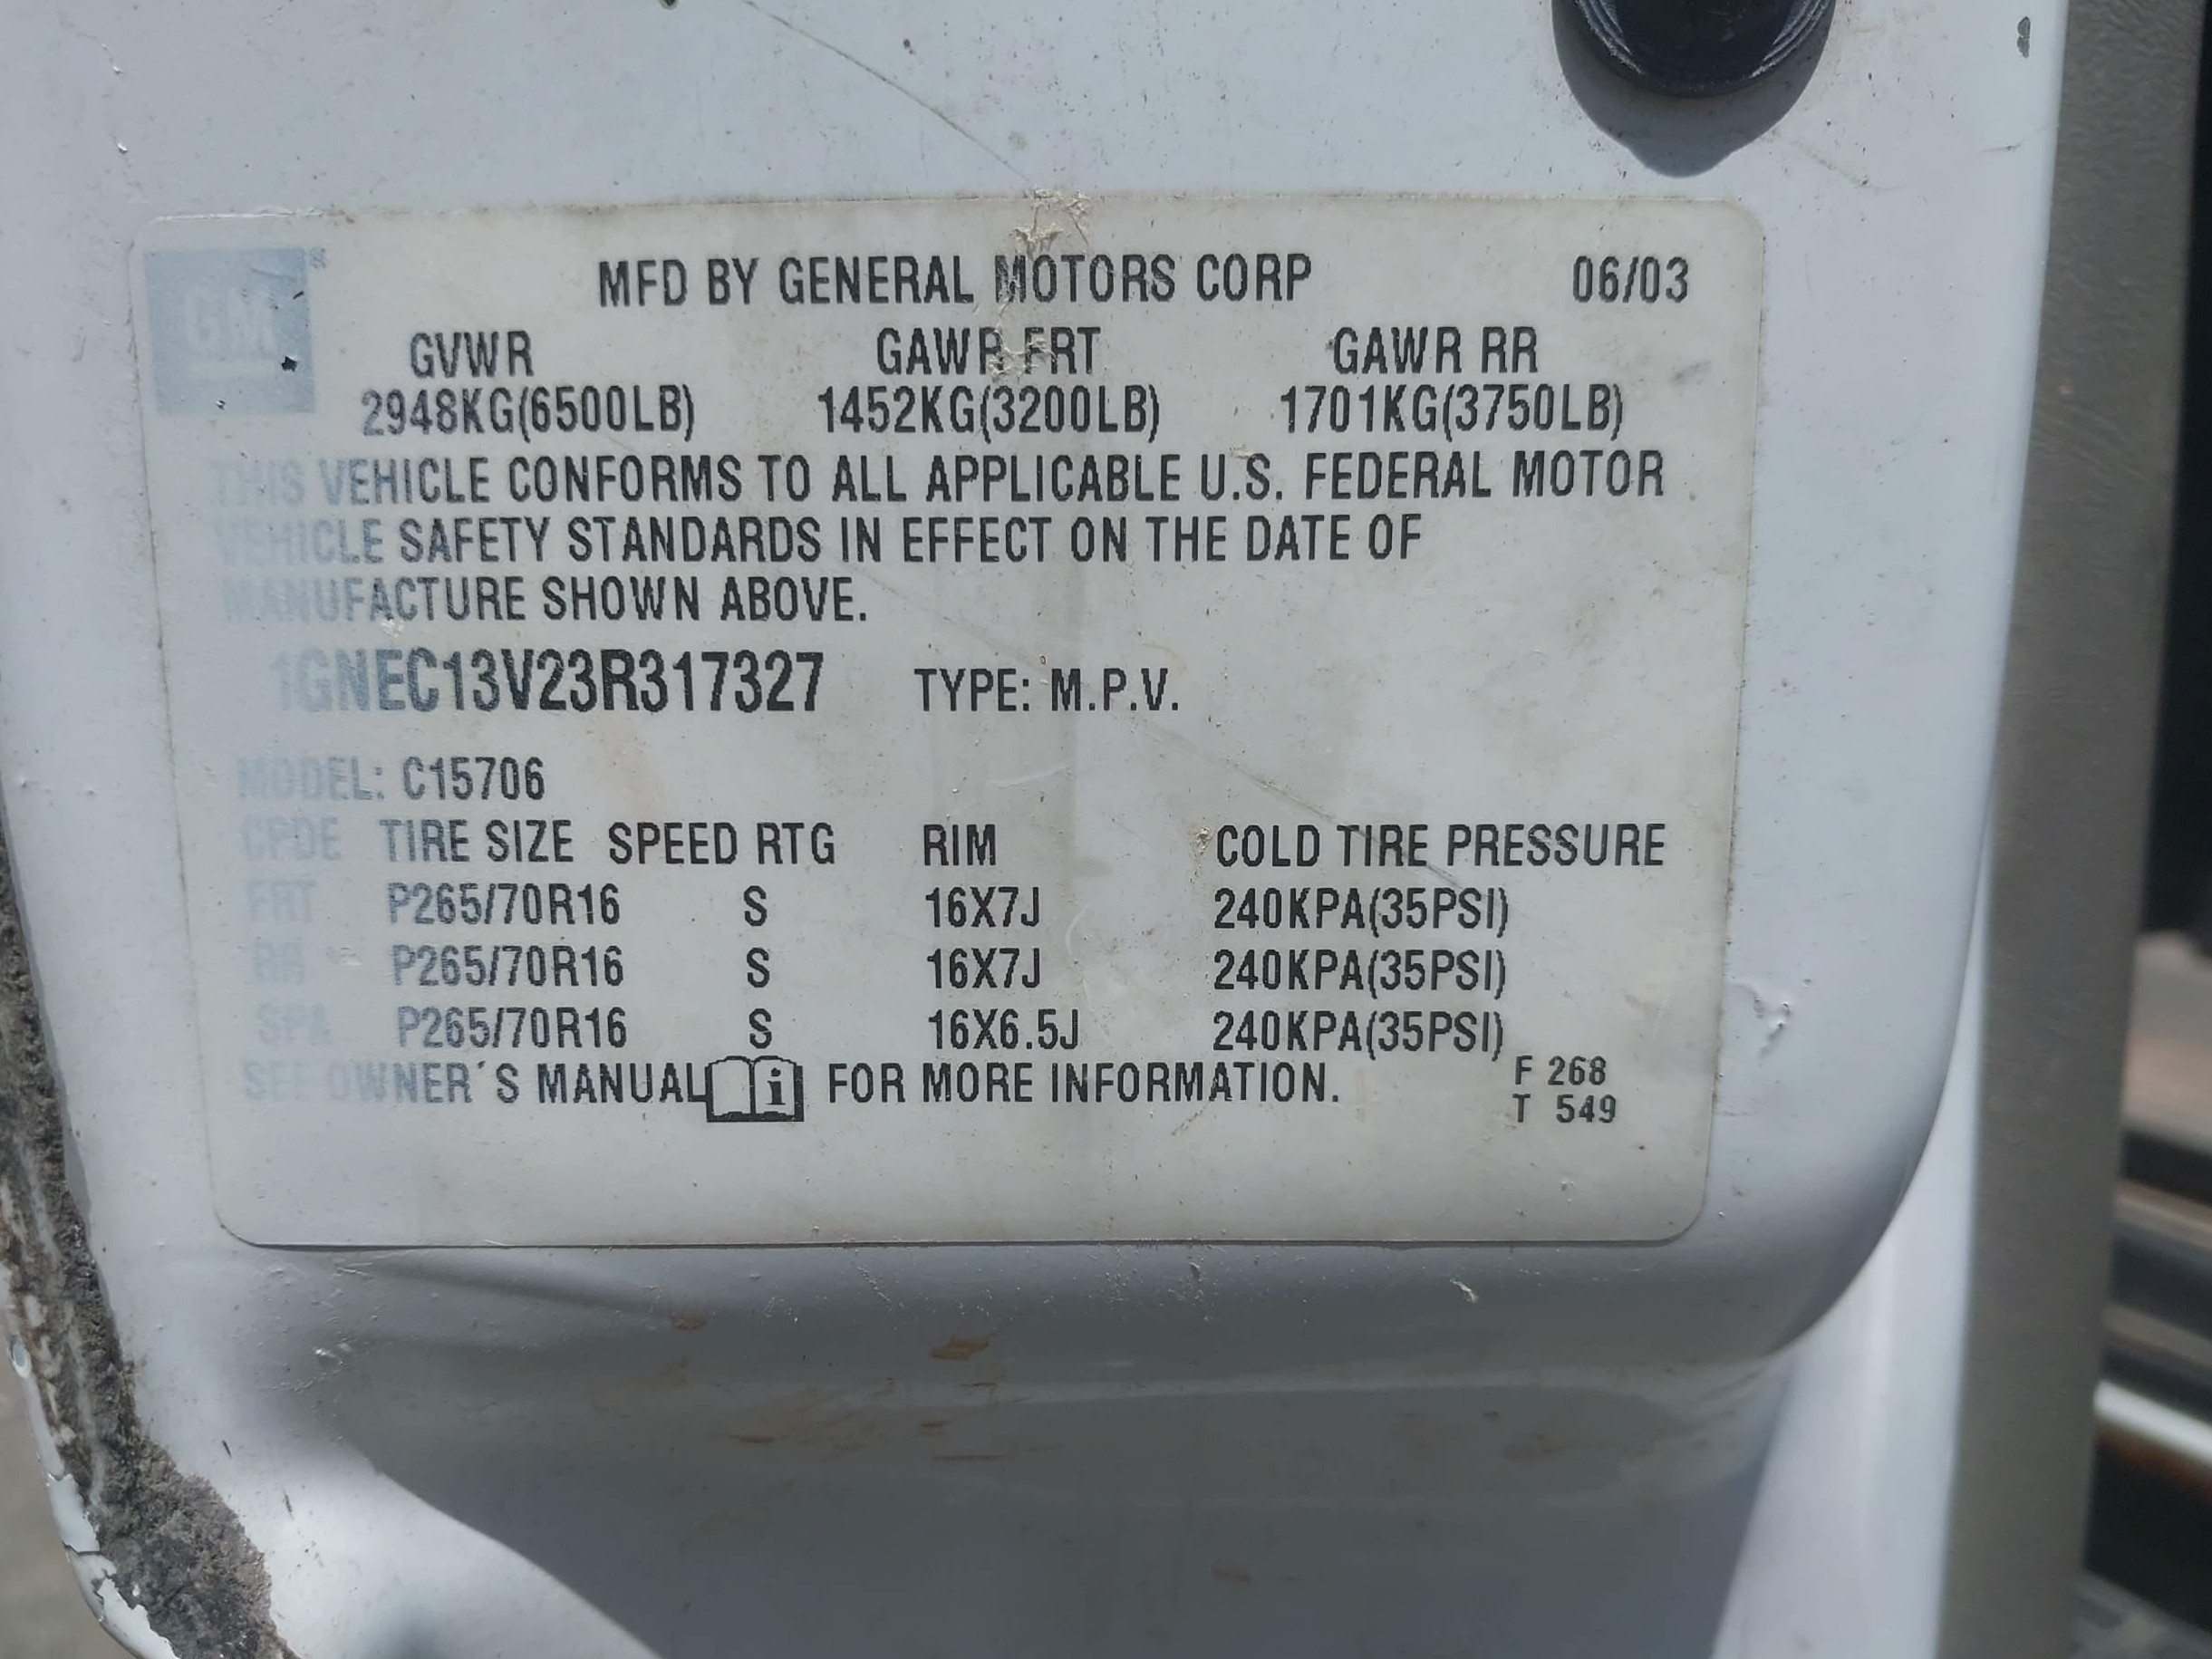 GM
MFD BY GENERAL MOTORS CORP 06/03
GVWR GAWR FRT GAWR RR
2948KG(6500LB) 1452KG(3200LB) 1701KG(3750LB)
THIS VEHICLE CONFORMS TO ALL APPLICABLE U.S. FEDERAL MOTOR
VEHICLE SAFETY STANDARDS IN EFFECT ON THE DATE OF
MANUFACTURE SHOWN ABOVE.
1GNEC13V23R317327 TYPE: M.P.V.
MODEL: C15706
TIRE SIZE SPEED RTG RIM COLD TIRE PRESSURE
FRT P265/70R16 S 16X7J 240KPA(35PSI)
RR P265/70R16 S 16X7J 240KPA(35PSI)
SPA P265/70R16 S 16X6.5J 240KPA(35PSI)
SEE OWNER´S MANUAL i FOR MORE INFORMATION.
F 268
T 549